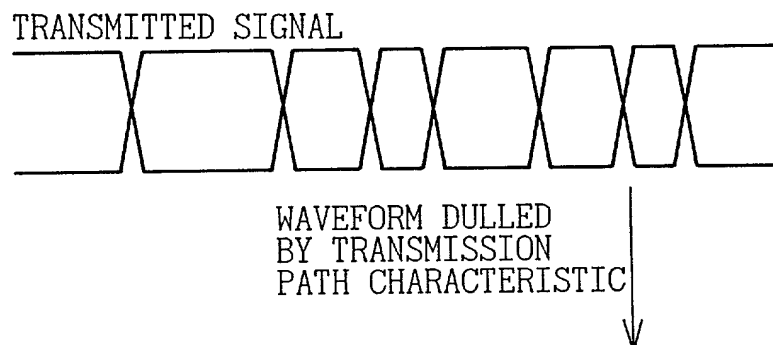 TRANSMITTED SIGNAL
WAVEFORM DULLED
BY TRANSMISSION
PATH CHARACTERISTIC